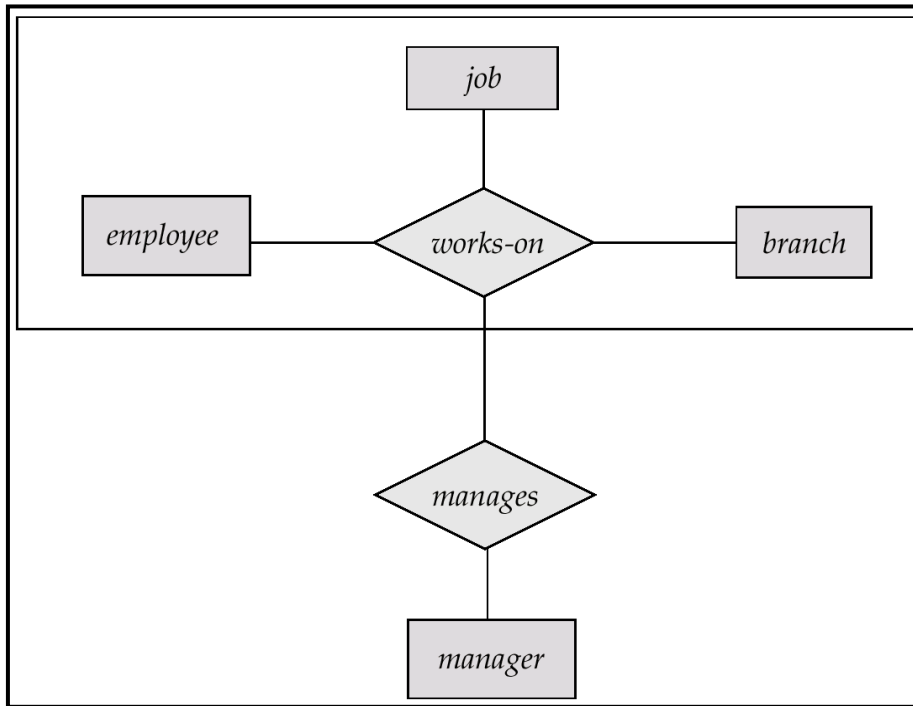 job
employee
works-on
branch
manages
manager